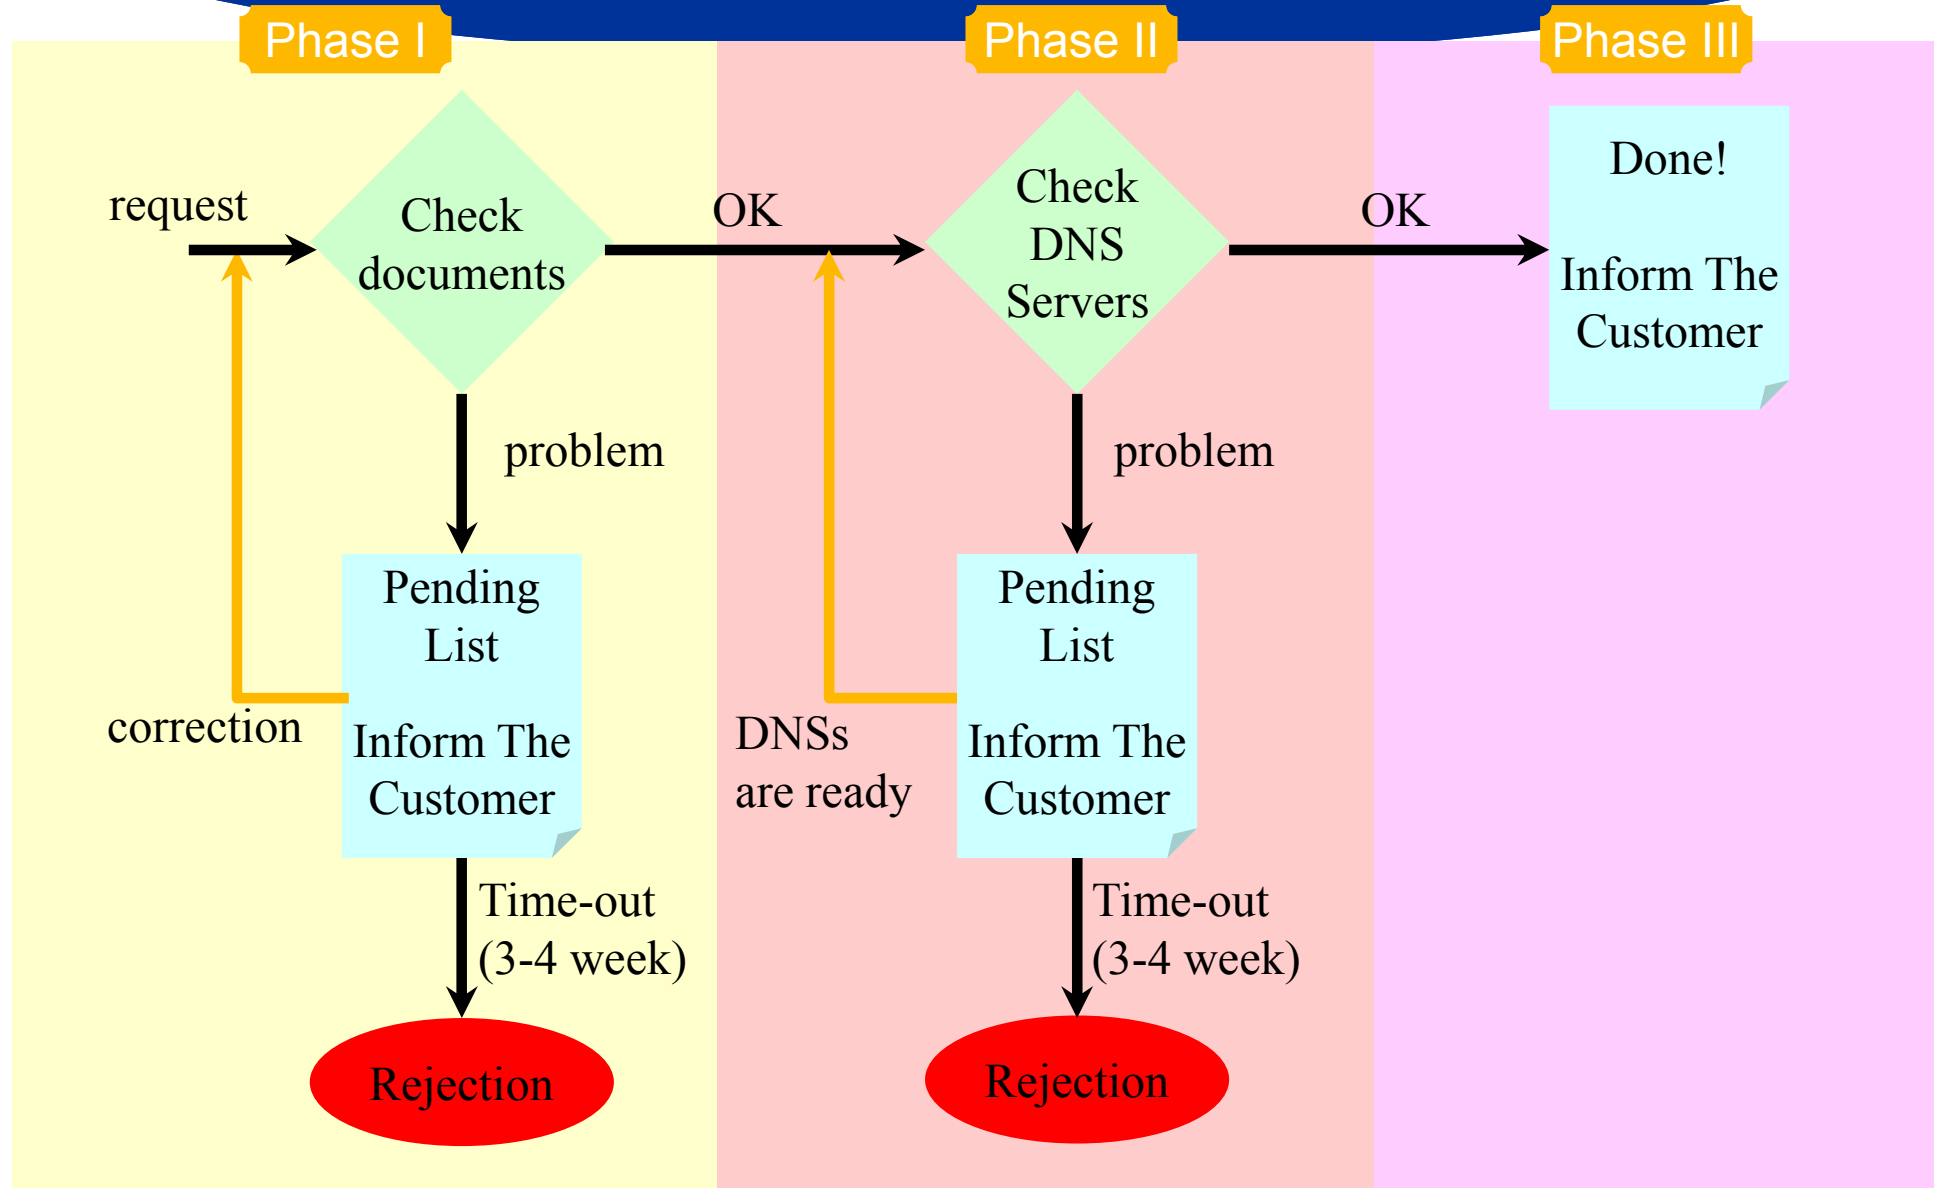 Phase I
Phase II
Phase III
request
Check
documents
OK
Check
DNS
Servers
OK
Done!
Inform The
Customer
problem
problem
Pending
List
Inform The
Customer
correction
Pending
List
Inform The
Customer
DNSs
are ready
Time-out
(3-4 week)
Time-out
(3-4 week)
Rejection
Rejection